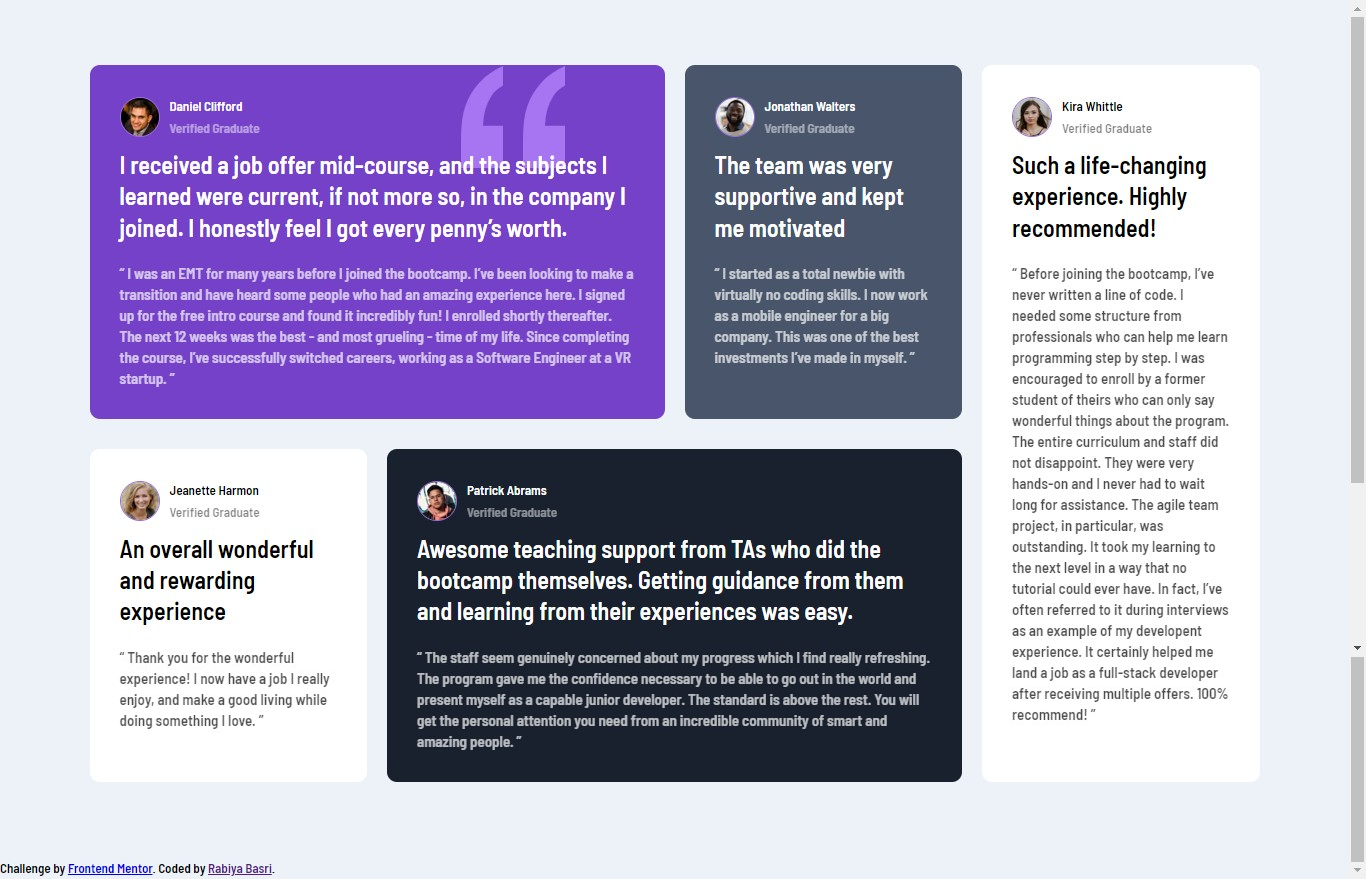 Daniel Clifford
Verified Graduate
I received a job offer mid-course, and the subjects I
learned were current, if not more so, in the company I
joined. I honestly feel I got every penny’s worth.
“ I was an EMT for many years before I joined the bootcamp. I’ve been looking to make a
transition and have heard some people who had an amazing experience here. I signed
up for the free intro course and found it incredibly fun! I enrolled shortly thereafter.
The next 12 weeks was the best - and most grueling - time of my life. Since completing
the course, I’ve successfully switched careers, working as a Software Engineer at a VR
startup. ”
Jonathan Walters
Verified Graduate
The team was very
supportive and kept
me motivated
“ I started as a total newbie with
virtually no coding skills. I now work
as a mobile engineer for a big
company. This was one of the best
investments I’ve made in myself. ”
Kira Whittle
Verified Graduate
Such a life-changing
experience. Highly
recommended!
“ Before joining the bootcamp, I’ve
never written a line of code. I
needed some structure from
professionals who can help me learn
programming step by step. I was
encouraged to enroll by a former
student of theirs who can only say
wonderful things about the program.
The entire curriculum and staff did
not disappoint. They were very
hands-on and I never had to wait
long for assistance. The agile team
project, in particular, was
outstanding. It took my learning to
the next level in a way that no
tutorial could ever have. In fact, I’ve
often referred to it during interviews
as an example of my developent
experience. It certainly helped me
land a job as a full-stack developer
after receiving multiple offers. 100%
recommend! ”
Jeanette Harmon
Verified Graduate
An overall wonderful
and rewarding
experience
“ Thank you for the wonderful
experience! I now have a job I really
enjoy, and make a good living while
doing something I love. ”
Patrick Abrams
Verified Graduate
Awesome teaching support from TAs who did the
bootcamp themselves. Getting guidance from them
and learning from their experiences was easy.
“ The staff seem genuinely concerned about my progress which I find really refreshing.
The program gave me the confidence necessary to be able to go out in the world and
present myself as a capable junior developer. The standard is above the rest. You will
get the personal attention you need from an incredible community of smart and
amazing people. ”
Challenge by Frontend Mentor. Coded by Rabiya Basri.